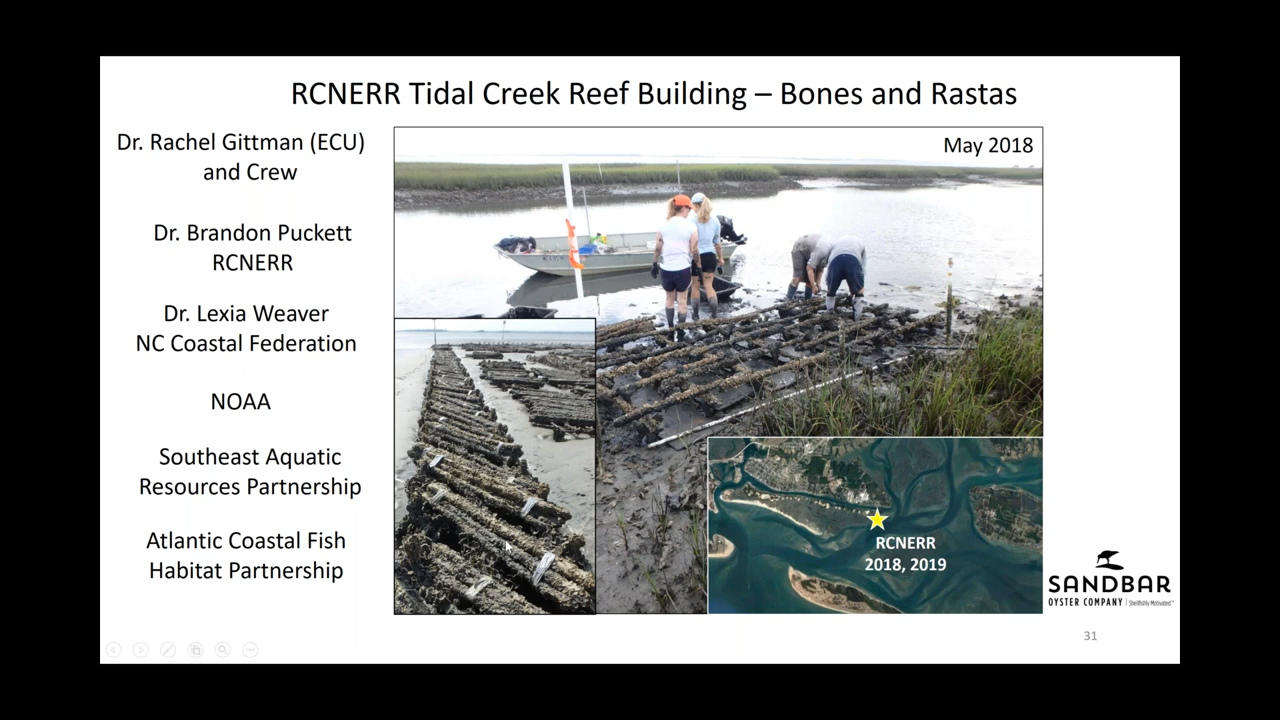 RCNERR Tidal Creek Reef Building – Bones and Rastas
Dr. Rachel Gittman (ECU)
and Crew
Dr. Brandon Puckett
RCNERR
Dr. Lexia Weaver
NC Coastal Federation
NOAA
Southeast Aquatic
Resources Partnership
Atlantic Coastal Fish
Habitat Partnership
May 2018
RCNERR
2018, 2019
SANDBAR
OYSTER COMPANY | Shellfishly Motivated™
31